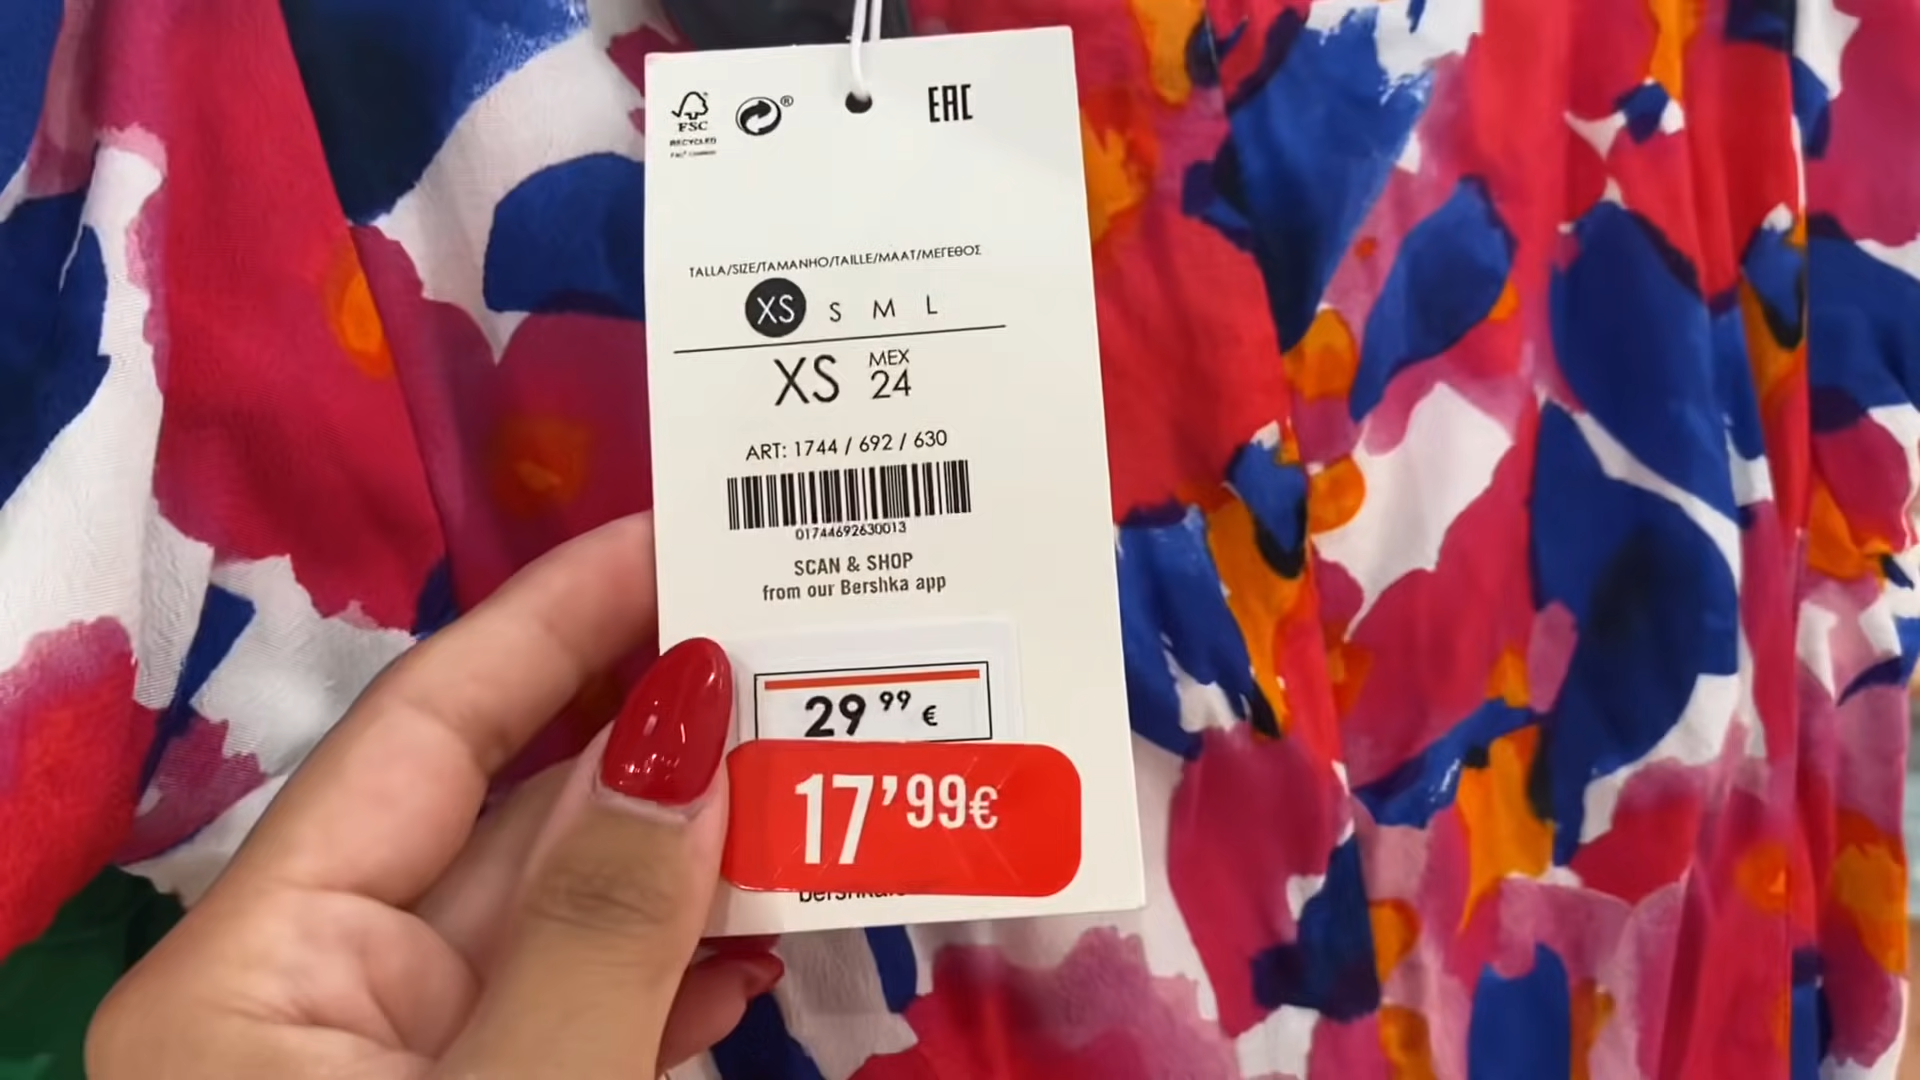 FSC
RECYCLED
®
EAC
TALLA/SIZE/TAMANHO/TAILLE/MAAT/ΜΕΓΕΘΟΣ
XS S M L
XS MEX 24
ART: 1744 / 692 / 630
01744692630013
SCAN & SHOP
from our Bershka app
29 99 €
17'99€